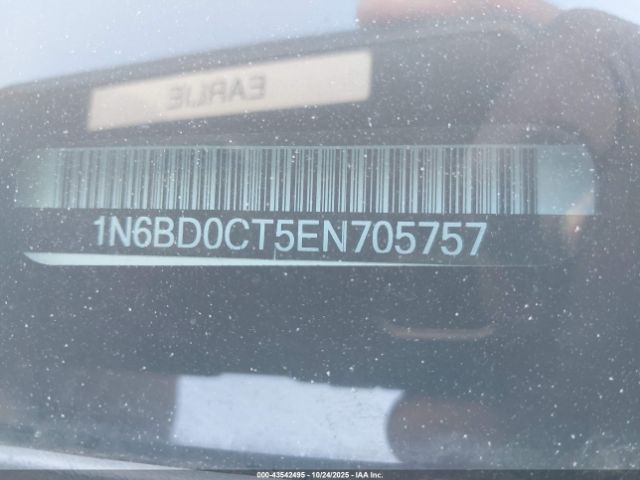 EARLIE
1N6BD0CT5EN705757
000-43542495 - 10/24/2025 - IAA Inc.